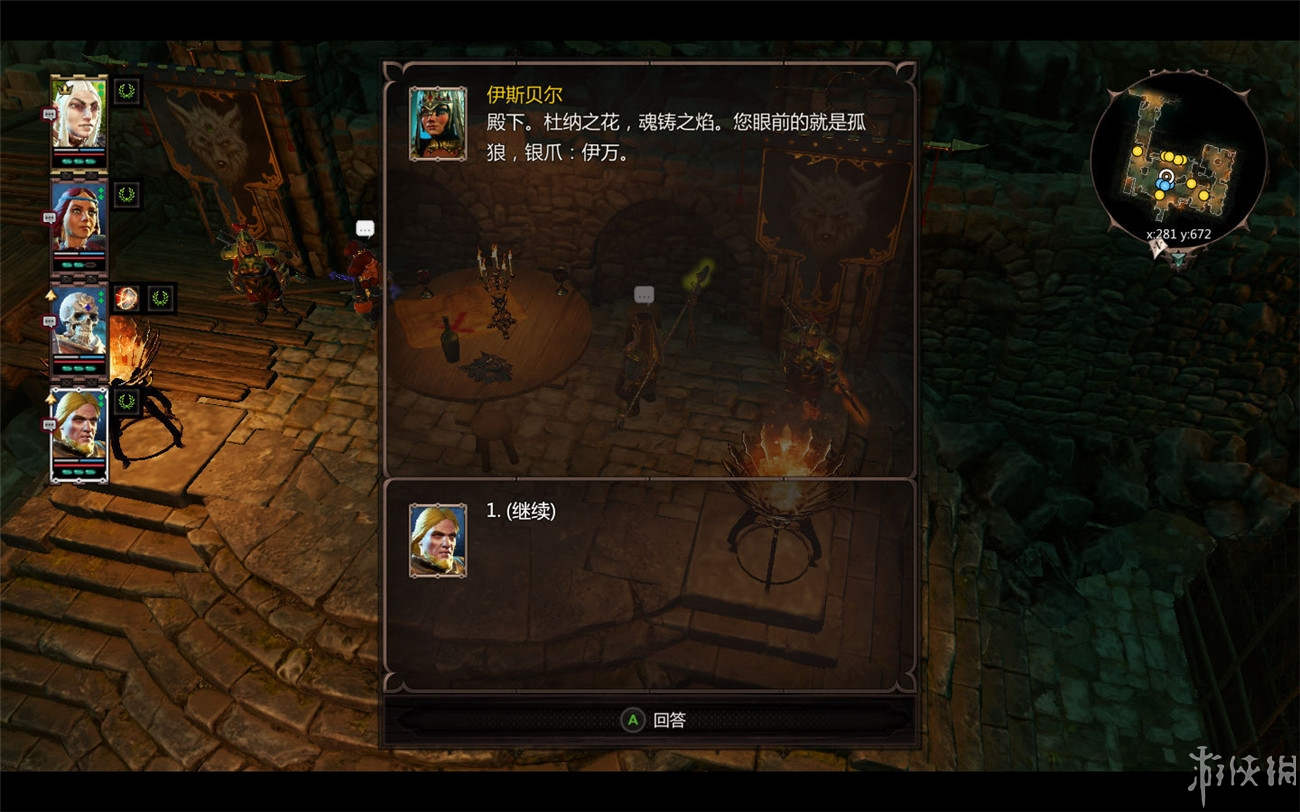 伊斯贝尔
殿下。杜纳之花，魂铸之焰。您眼前的就是孤
狼，银爪：伊万。
x:281 y:672
1. (继续)
A 回答
游侠网